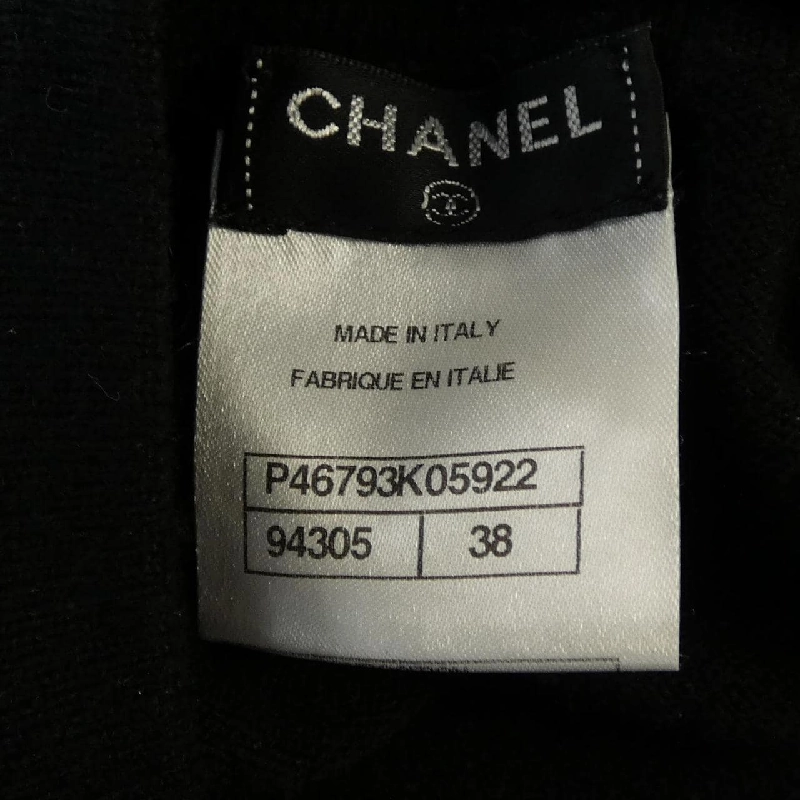 CHANEL
MADE IN ITALY
FABRIQUE EN ITALIE
P46793K05922
94305 38